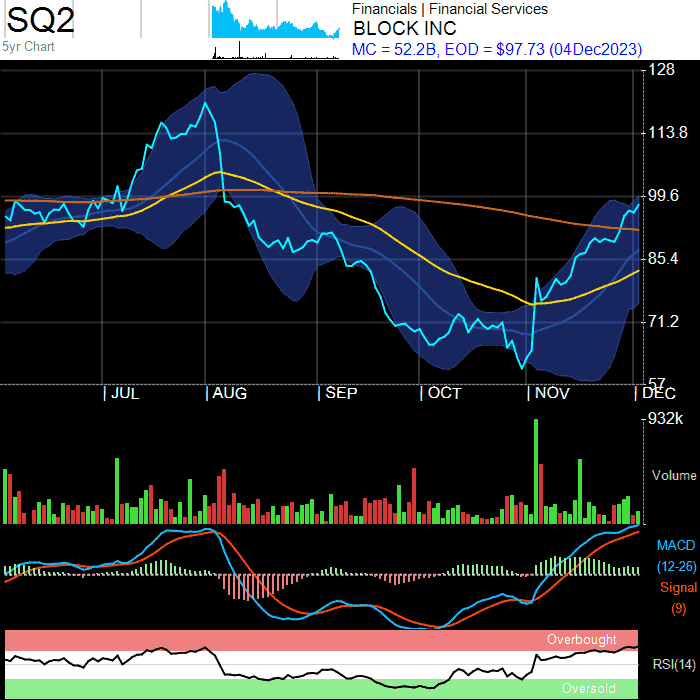 SQ2
5yr Chart
Financials | Financial Services
BLOCK INC
MC = 52.2B, EOD = $97.73 (04Dec2023)
128
113.8
99.6
85.4
71.2
57
JUL
AUG
SEP
OCT
NOV
DEC
932k
Volume
MACD
(12-26)
Signal
(9)
Overbought
RSI(14)
Oversold